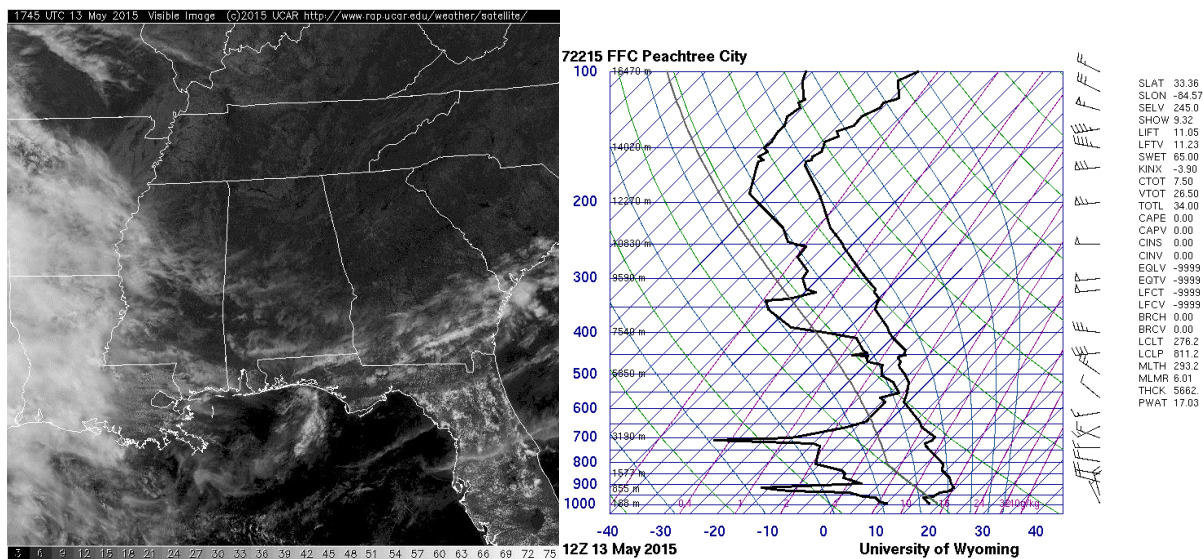 1745 UTC 13 May 2015 Visible Image (c)2015 UCAR http://www.rap.ucar.edu/weather/satellite/
3 6 9 12 15 18 21 24 27 30 33 36 39 42 45 48 51 54 57 60 63 66 69 72 75
72215 FFC Peachtree City
100 16470 m
14020 m
200 12270 m
10830 m
300 9590 m
400 7540 m
500 5850 m
600
700 3190 m
800 1577 m
900 855 m
1000 168 m
0.1 1 2 4 10 16 21 32 40g/kg
-40 -30 -20 -10 0 10 20 30 40
12Z 13 May 2015 University of Wyoming
SLAT 33.36
SLON -84.57
SELV 245.0
SHOW 9.32
LIFT 11.05
LFTV 11.23
SWET 65.00
KINX -3.90
CTOT 7.50
VTOT 26.50
TOTL 34.00
CAPE 0.00
CAPV 0.00
CINS 0.00
CINV 0.00
EQLV -9999
EQTV -9999
LFCT -9999
LFCV -9999
BRCH 0.00
BRCV 0.00
LCLT 276.2
LCLP 811.2
MLTH 293.2
MLMR 6.01
THCK 5662.
PWAT 17.03